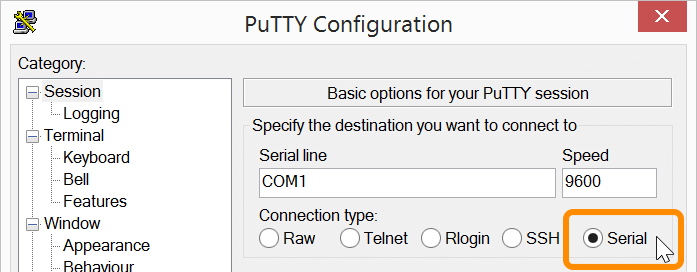 PuTTY Configuration
Category:
Session
Logging
Terminal
Keyboard
Bell
Features
Window
Appearance
Behaviour
Basic options for your PuTTY session
Specify the destination you want to connect to
Serial line Speed
COM1 9600
Connection type:
Raw Telnet Rlogin SSH Serial